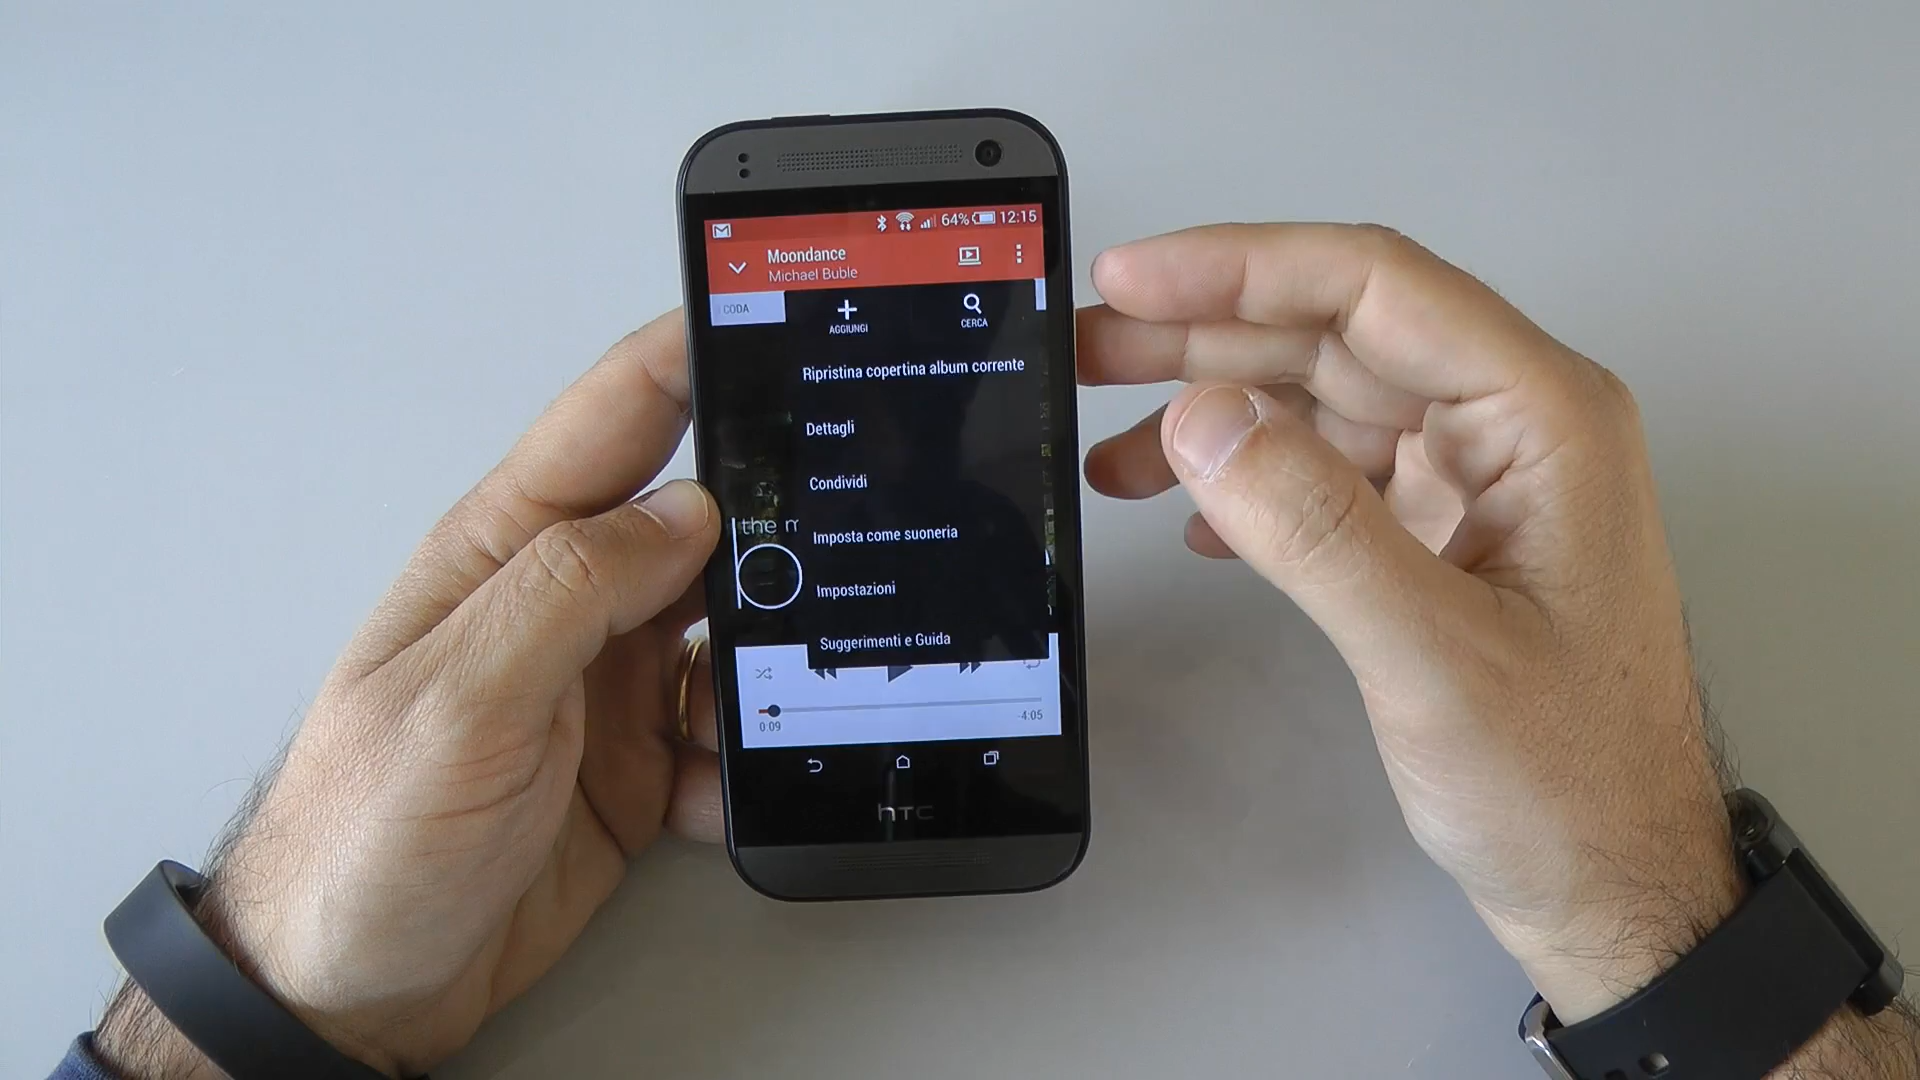 64% 12:15
Moondance
Michael Buble
CODA
AGGIUNGI
CERCA
Ripristina copertina album corrente
Dettagli
Condividi
the m
b
Imposta come suoneria
Impostazioni
Suggerimenti e Guida
0:09
-4:05
hTC